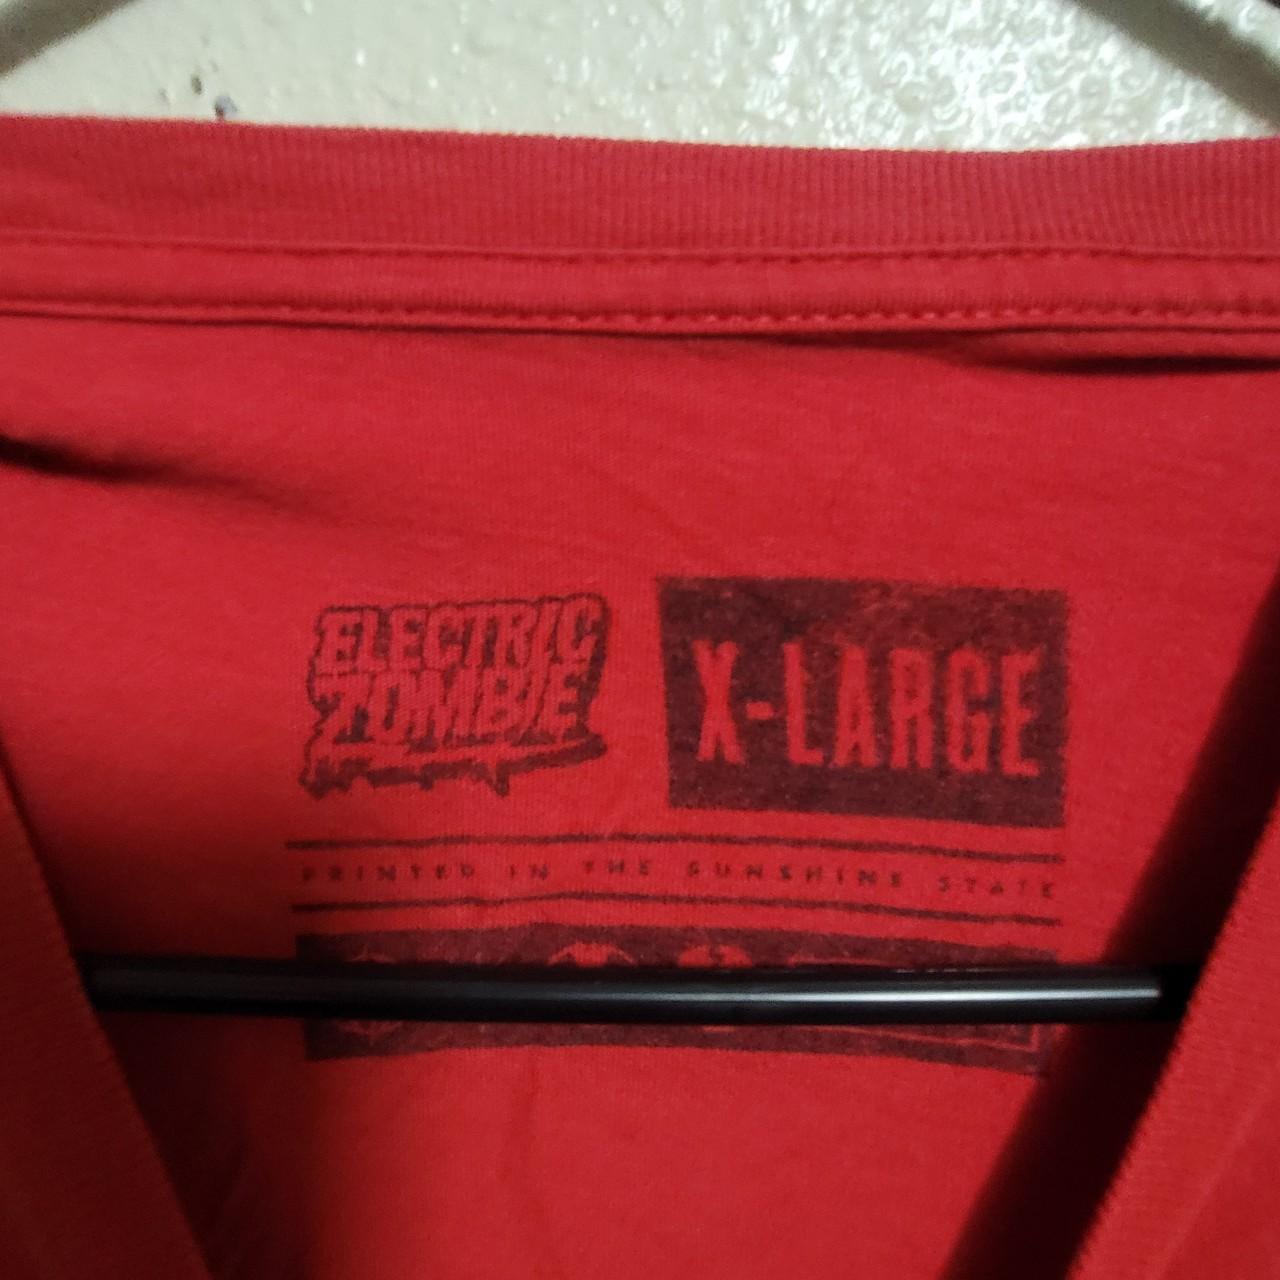 ELECTRIC
ZOMBIE
X-LARGE
PRINTED IN THE SUNSHINE STATE